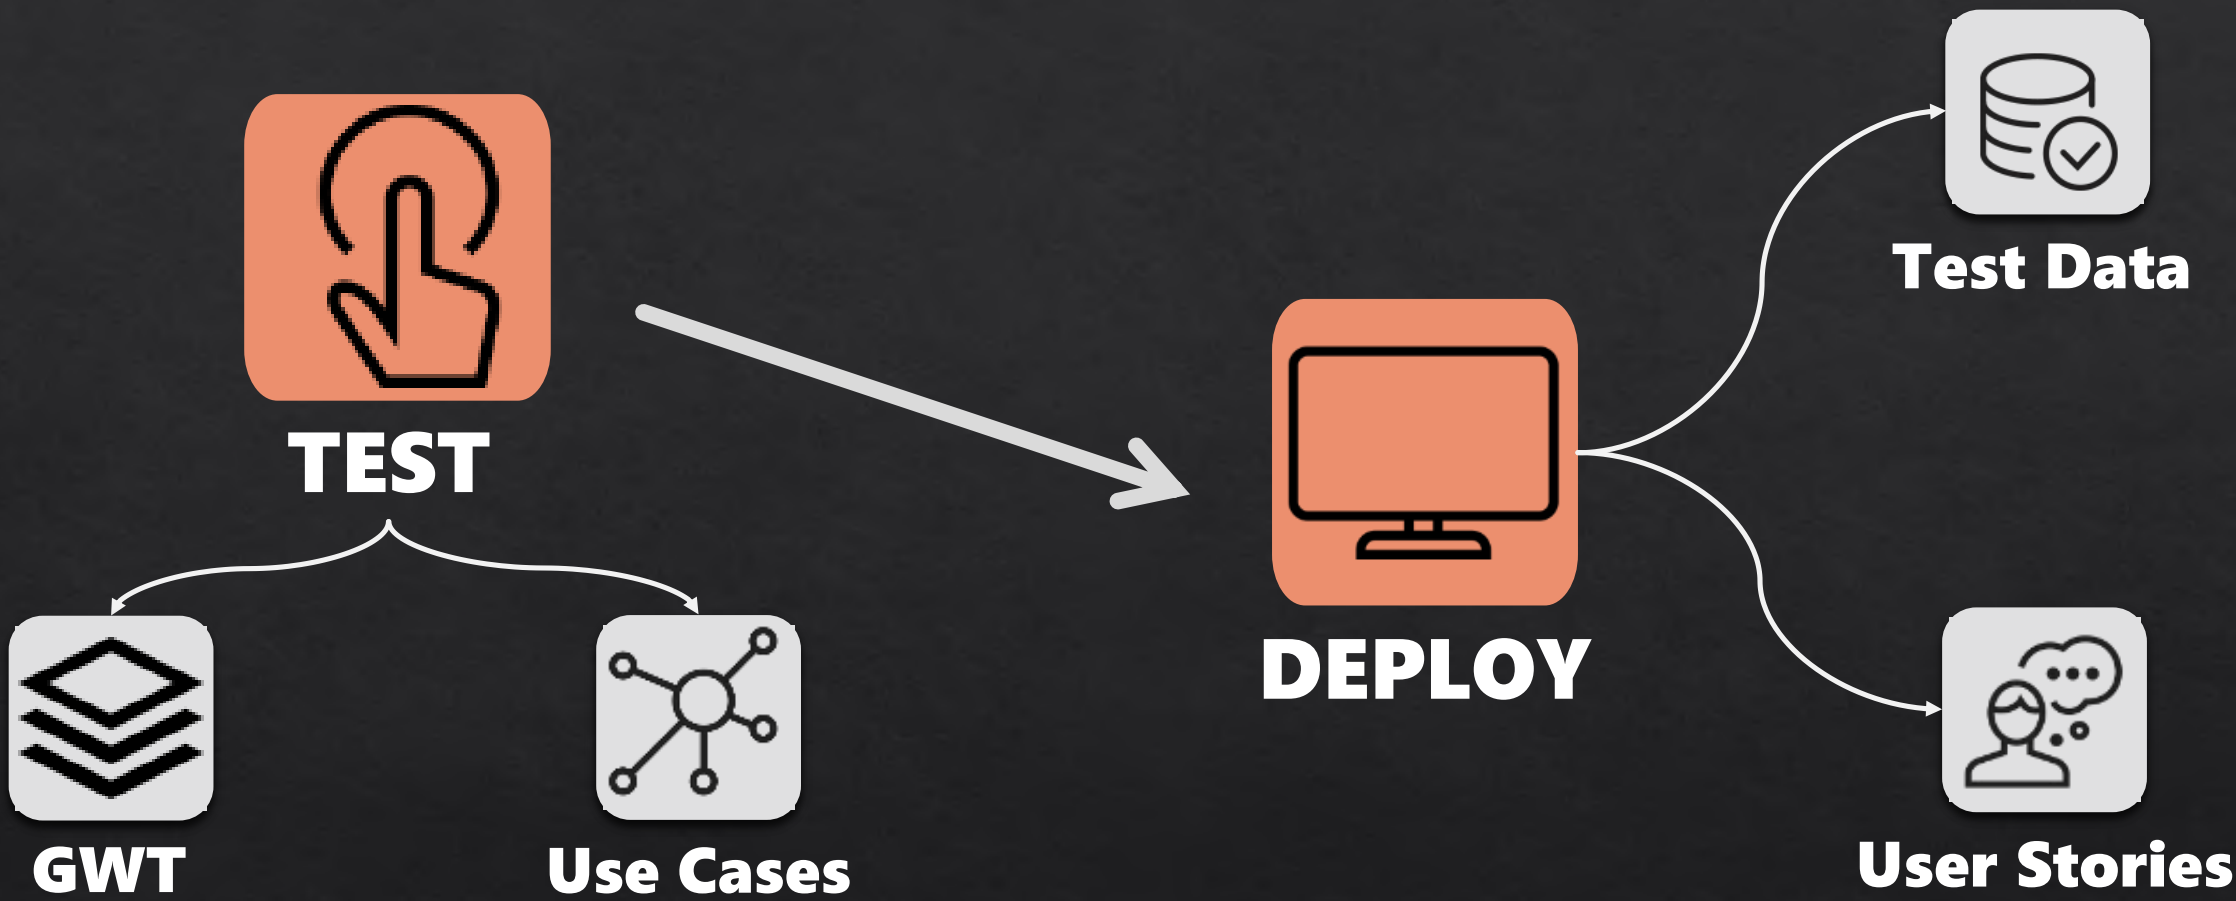 TEST
GWT
Use Cases
DEPLOY
Test Data
User Stories